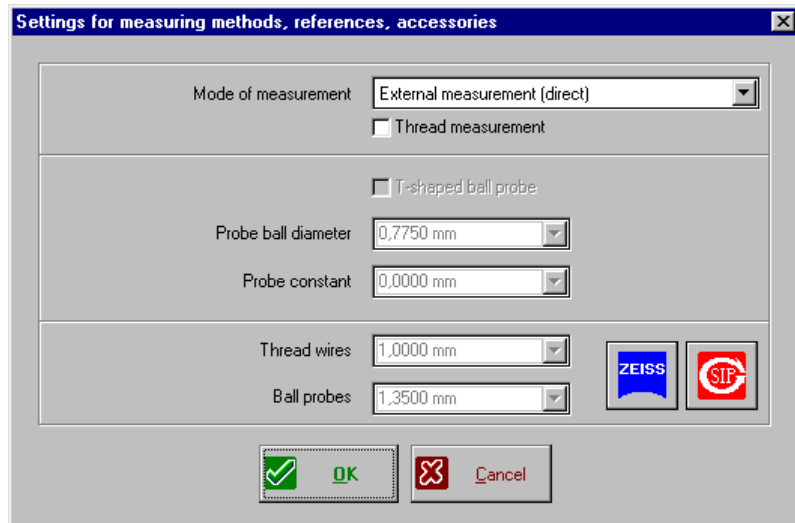 Settings for measuring methods, references, accessories
Mode of measurement External measurement (direct)
Thread measurement
T-shaped ball probe
Probe ball diameter 0,7750 mm
Probe constant 0,0000 mm
Thread wires 1,0000 mm
Ball probes 1,3500 mm
ZEISS SIP
OK Cancel